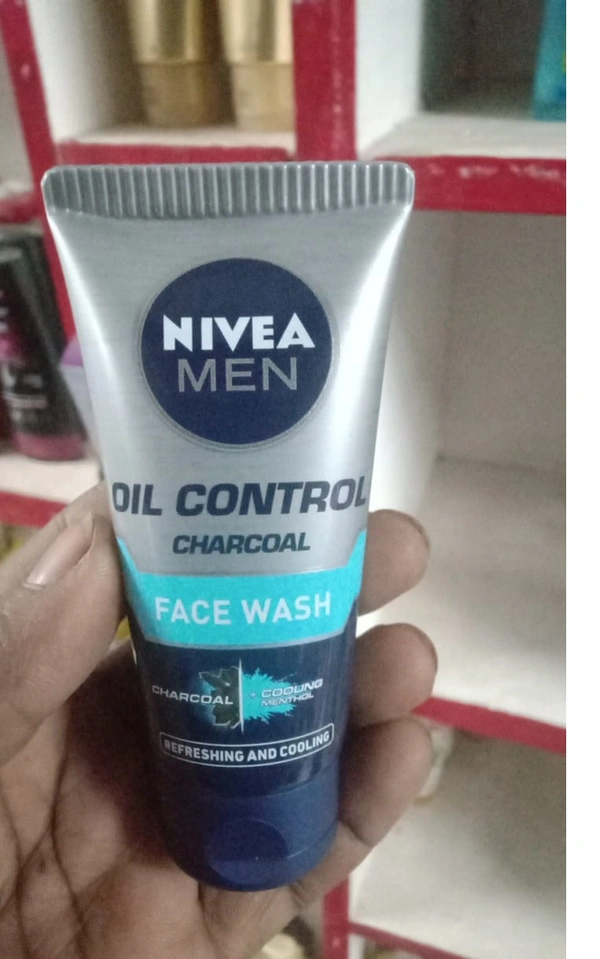 NIVEA
MEN
OIL CONTROL
CHARCOAL
FACE WASH
CHARCOAL + COOLING
MENTHOL
REFRESHING AND COOLING